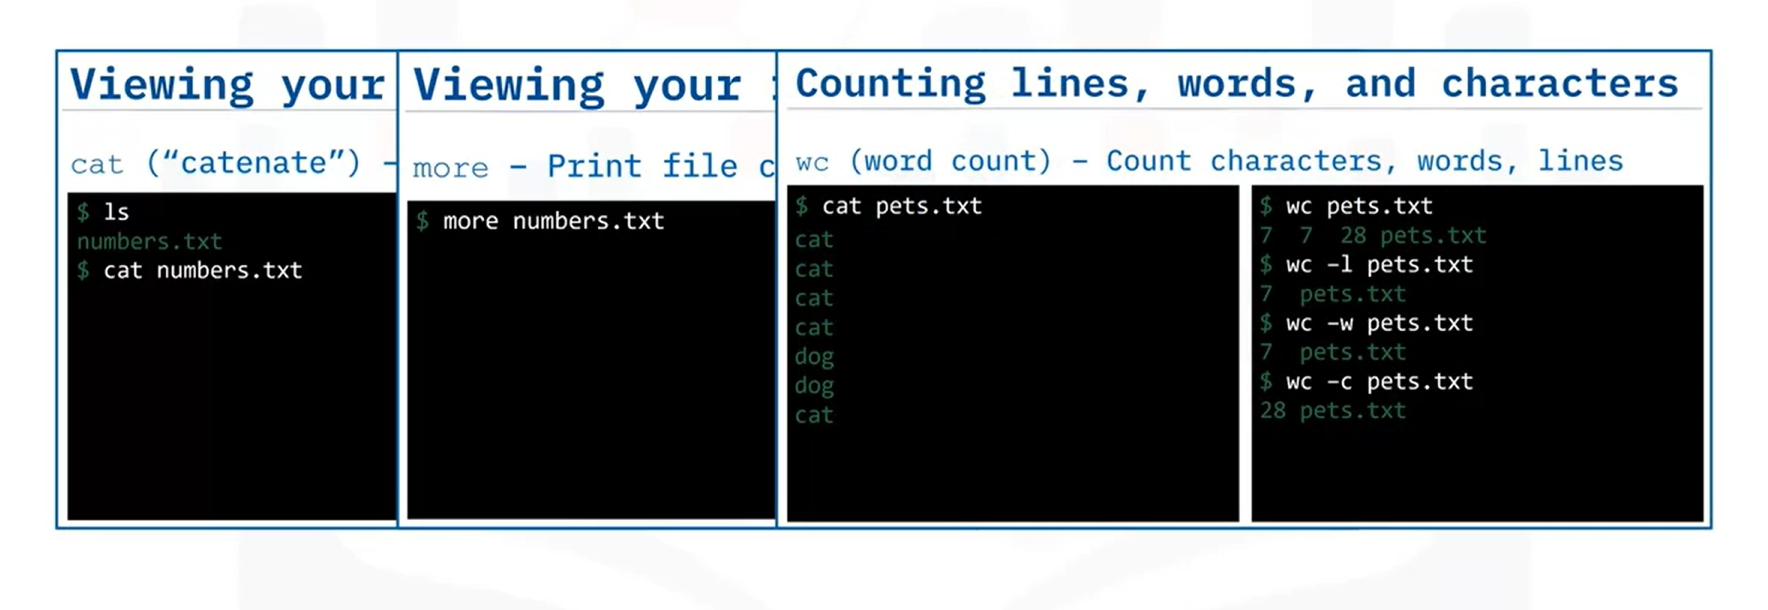 Viewing your
cat (“catenate”) –
$ ls
numbers.txt
$ cat numbers.txt
Viewing your
more – Print file c
$ more numbers.txt
Counting lines, words, and characters
wc (word count) – Count characters, words, lines
$ cat pets.txt
cat
cat
cat
cat
dog
dog
cat
$ wc pets.txt
7  7  28 pets.txt
$ wc -l pets.txt
7  pets.txt
$ wc -w pets.txt
7  pets.txt
$ wc -c pets.txt
28 pets.txt